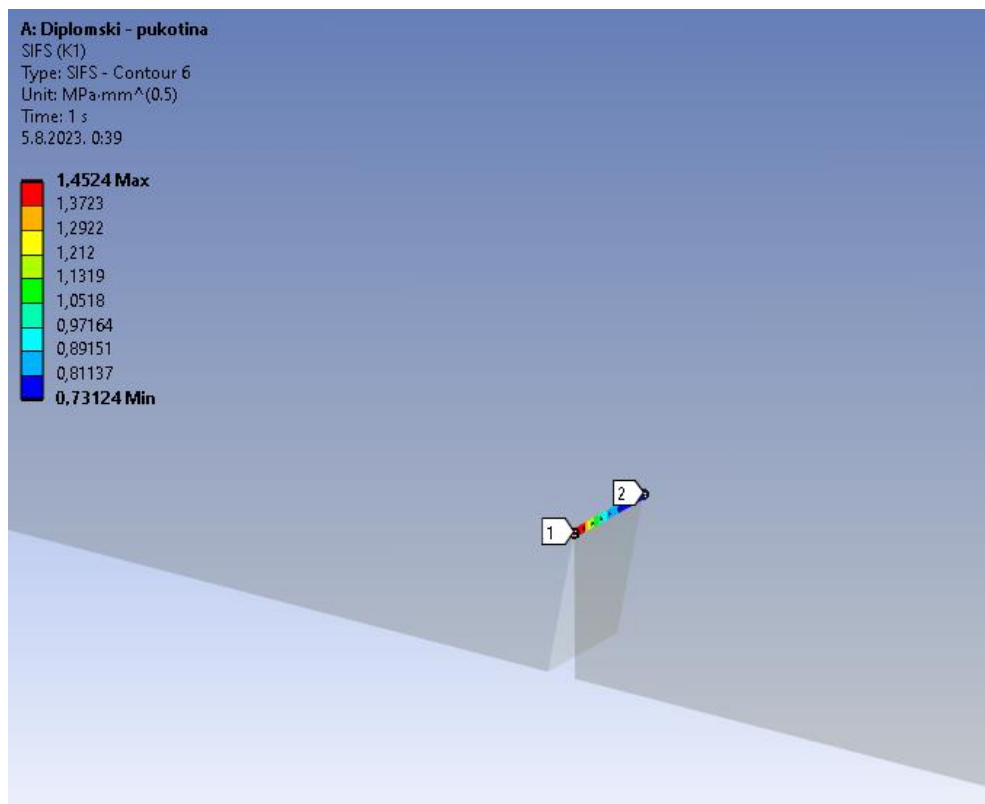 A: Diplomski - pukotina
SIFS (K1)
Type: SIFS - Contour 6
Unit: MPa·mm^(0.5)
Time: 1 s
5.8.2023. 0:39
1,4524 Max
1,3723
1,2922
1,212
1,1319
1,0518
0,97164
0,89151
0,81137
0,73124 Min
2
1